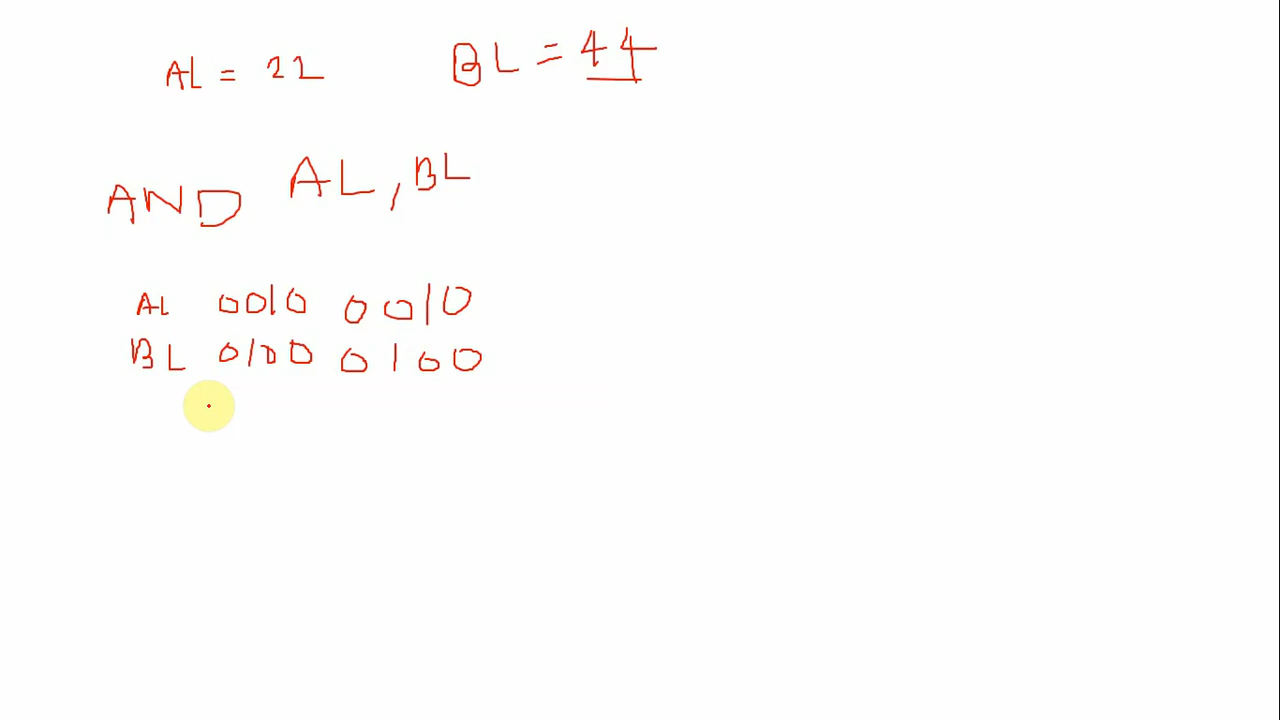 AL = 22 BL = 44
AND AL, BL
AL 0010 0010
BL 0100 0100